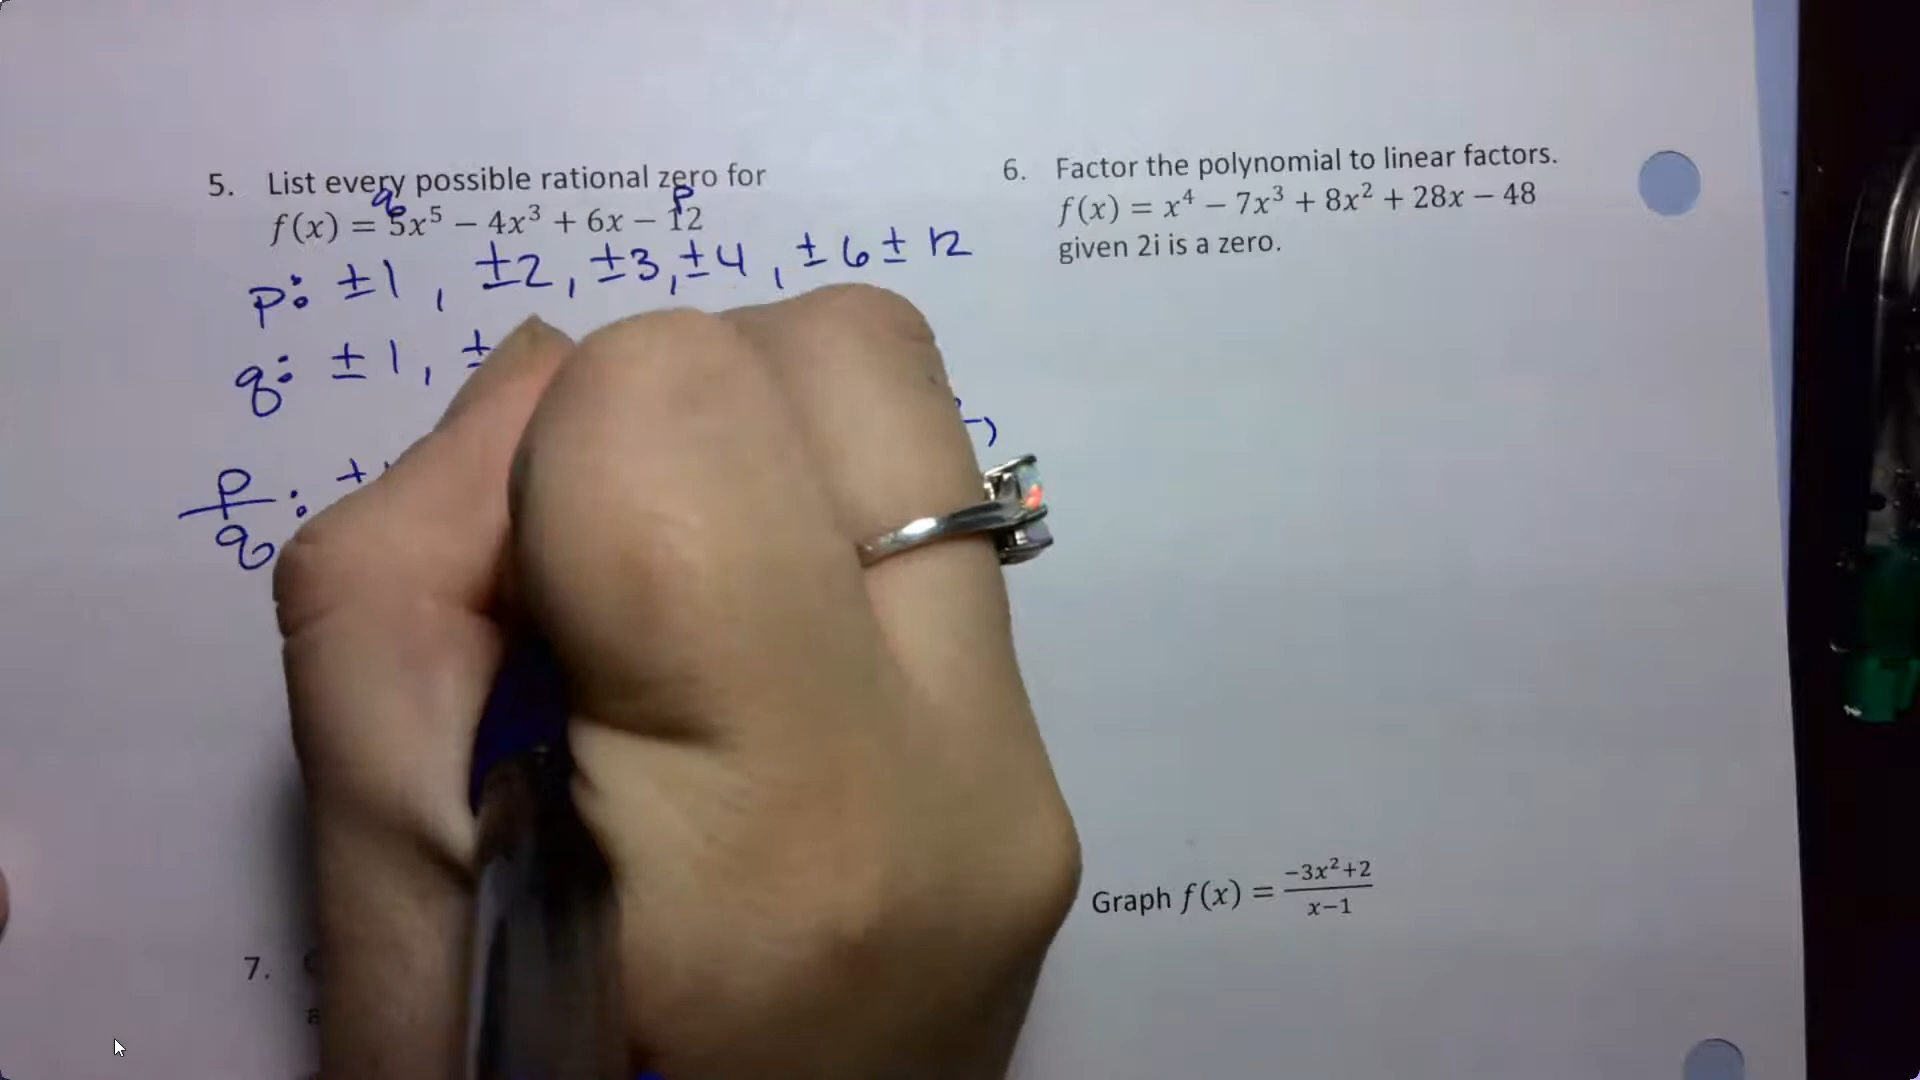 5. List every possible rational zero for
q p
f(x) = 5x⁵ − 4x³ + 6x − 12
p: ±1, ±2, ±3, ±4, ±6 ±12
q: ±1, ±
p/q: ±
6. Factor the polynomial to linear factors.
f(x) = x⁴ − 7x³ + 8x² + 28x − 48
given 2i is a zero.
7.
Graph f(x) = (−3x²+2)/(x−1)